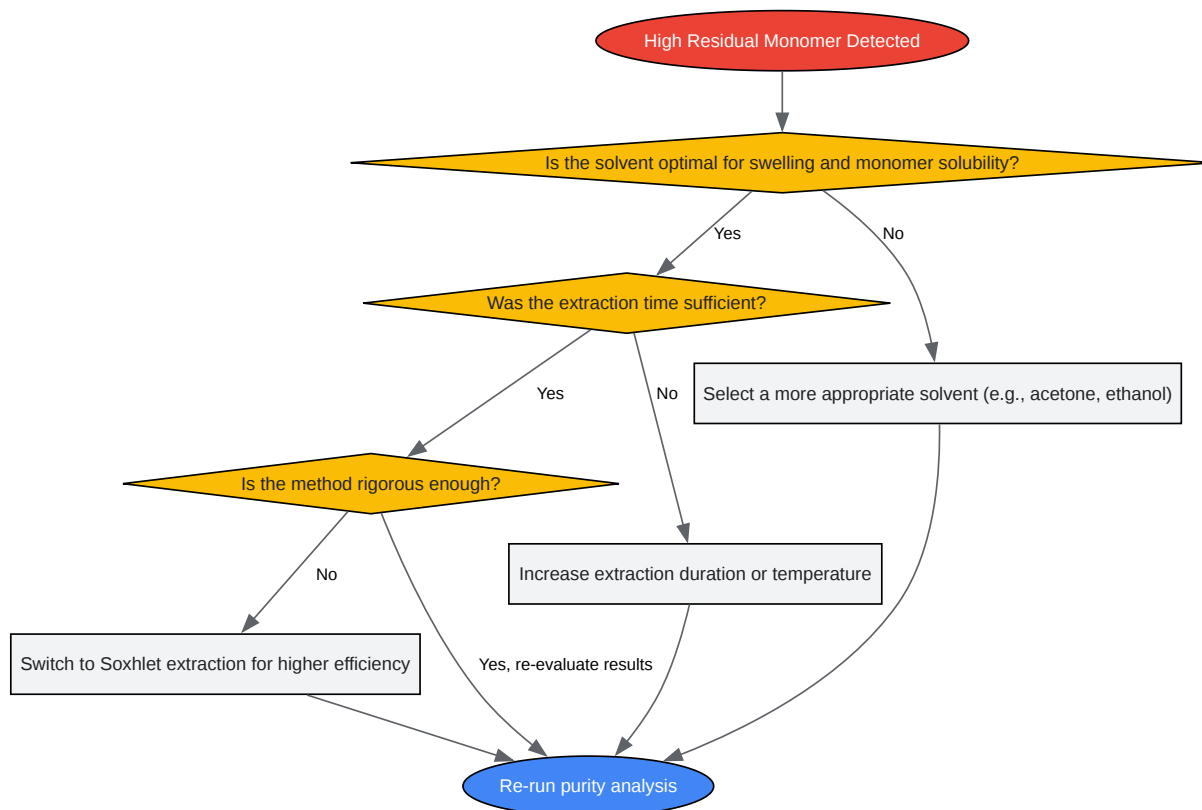 High Residual Monomer Detected
Is the solvent optimal for swelling and monomer solubility?
Yes
No
Was the extraction time sufficient?
Select a more appropriate solvent (e.g., acetone, ethanol)
Yes
No
Is the method rigorous enough?
Increase extraction duration or temperature
No
Switch to Soxhlet extraction for higher efficiency
Yes, re-evaluate results
Re-run purity analysis